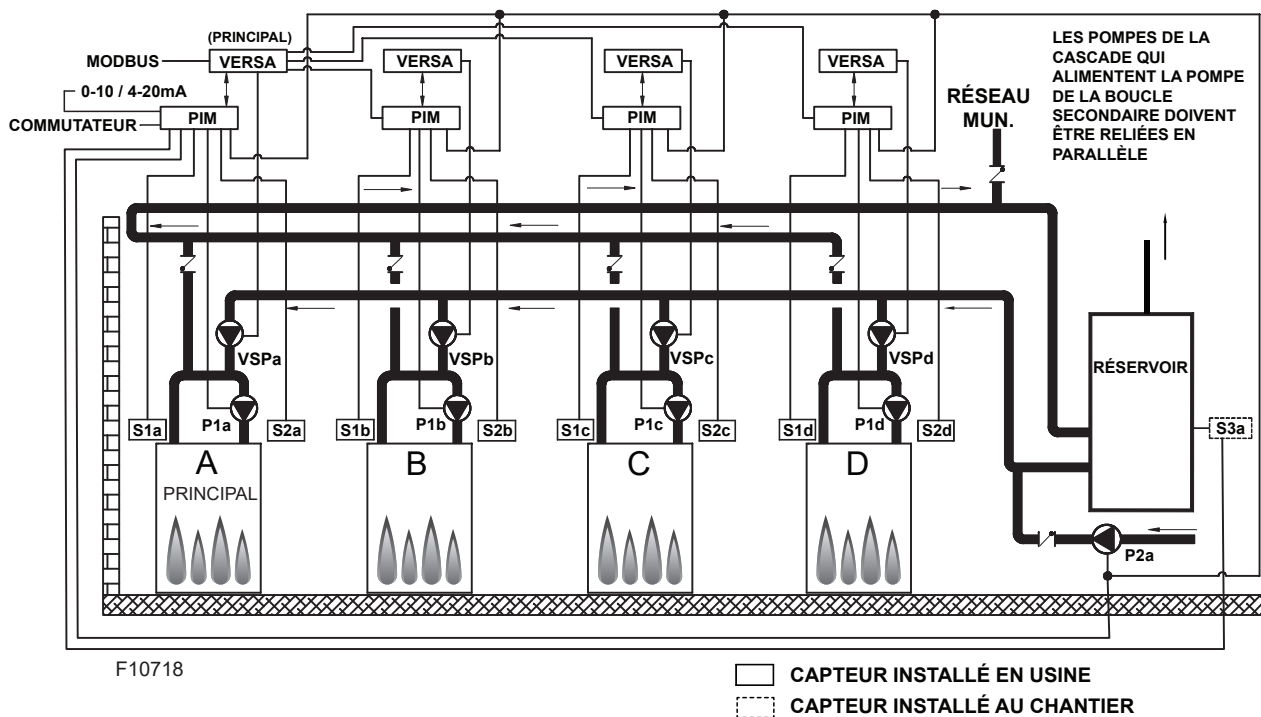 (PRINCIPAL)
MODBUS
VERSA
VERSA
VERSA
VERSA
0-10 / 4-20mA
COMMUTATEUR
PIM
PIM
PIM
PIM
RÉSEAU
MUN.
LES POMPES DE LA
CASCADE QUI
ALIMENTENT LA POMPE
DE LA BOUCLE
SECONDAIRE DOIVENT
ÊTRE RELIÉES EN
PARALLÈLE
VSPa
VSPb
VSPc
VSPd
RÉSERVOIR
S1a
P1a
S2a
S1b
P1b
S2b
S1c
P1c
S2c
S1d
P1d
S2d
S3a
A
PRINCIPAL
B
C
D
P2a
F10718
CAPTEUR INSTALLÉ EN USINE
CAPTEUR INSTALLÉ AU CHANTIER